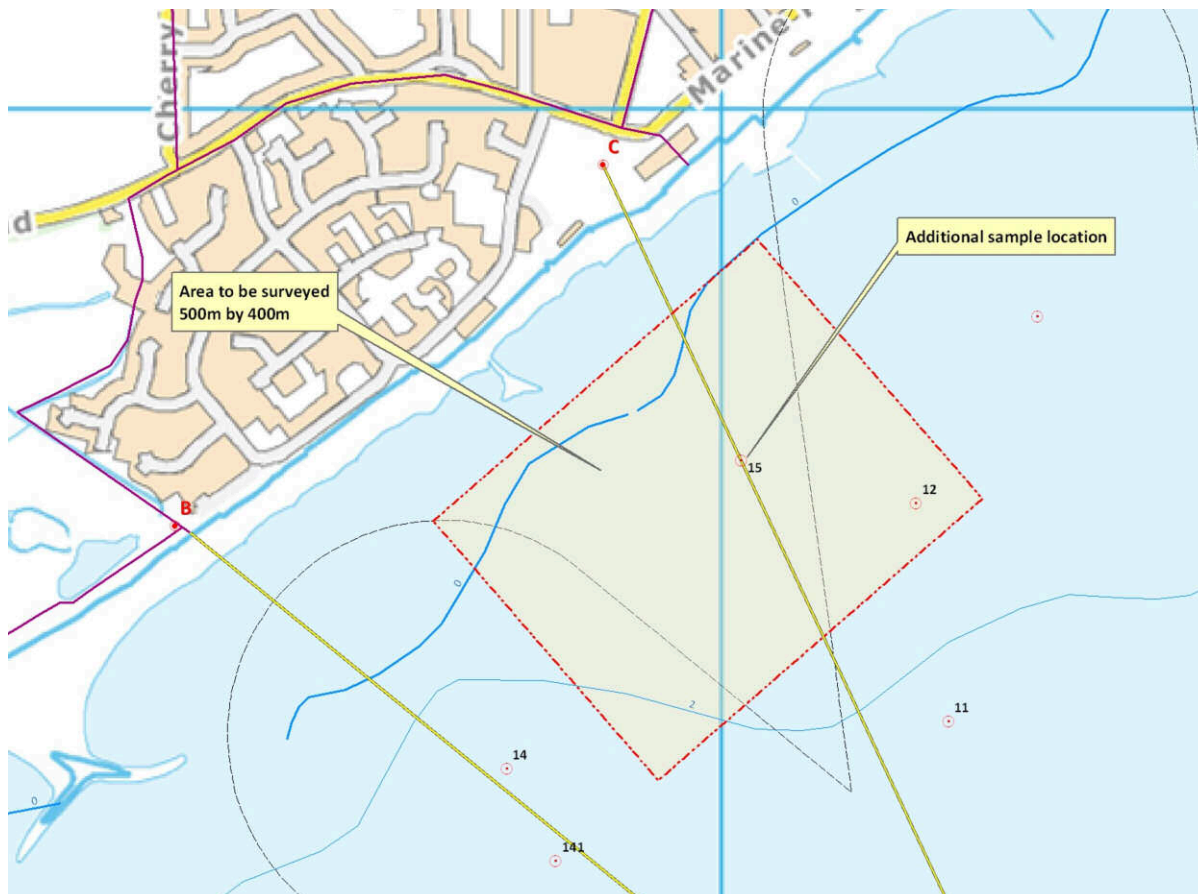 Cherry
Marine
d
C
0
Additional sample location
Area to be surveyed
500m by 400m
15
12
B
0
2
11
14
0
141